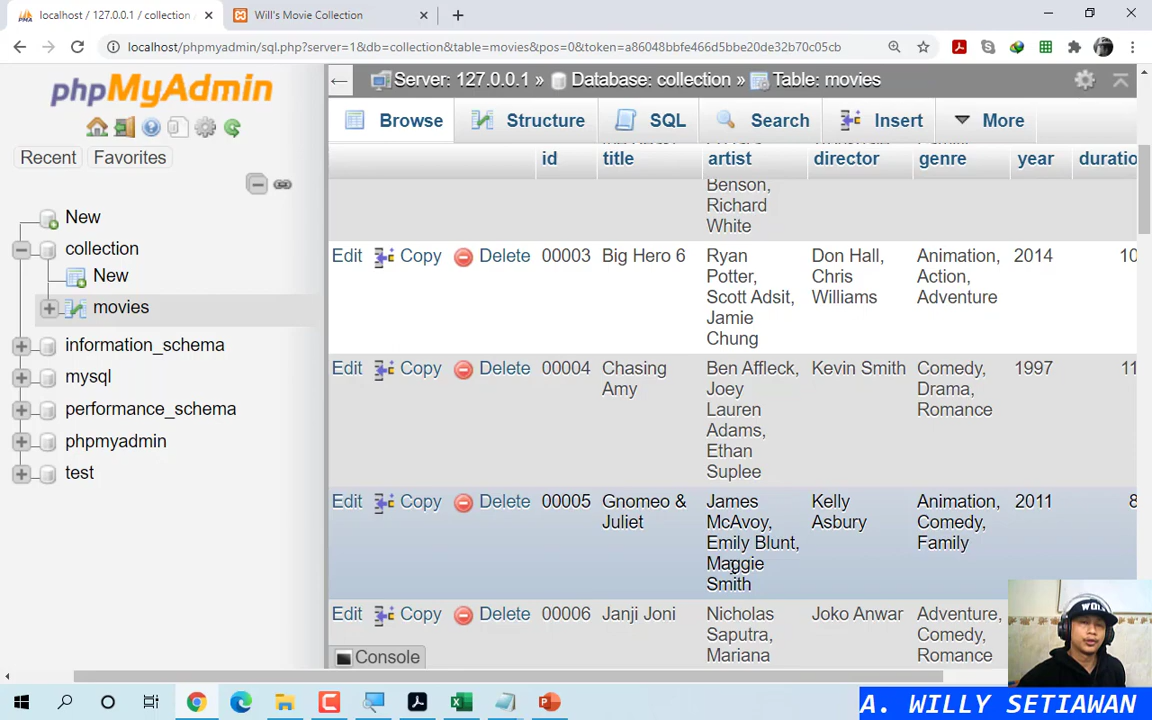 localhost / 127.0.0.1 / collection
Will's Movie Collection
localhost/phpmyadmin/sql.php?server=1&db=collection&table=movies&pos=0&token=a86048bbfe466d5bbe20de32b70c05cb
phpMyAdmin
Recent
Favorites
New
collection
New
movies
information_schema
mysql
performance_schema
phpmyadmin
test
Server: 127.0.0.1 » Database: collection » Table: movies
Browse
Structure
SQL
Search
Insert
More
id
title
artist
director
genre
year
duratio
Benson,
Richard
White
Edit
Copy
Delete
00003
Big Hero 6
Ryan
Potter,
Scott Adsit,
Jamie
Chung
Don Hall,
Chris
Williams
Animation,
Action,
Adventure
2014
10
Edit
Copy
Delete
00004
Chasing
Amy
Ben Affleck,
Joey
Lauren
Adams,
Ethan
Suplee
Kevin Smith
Comedy,
Drama,
Romance
1997
11
Edit
Copy
Delete
00005
Gnomeo &
Juliet
James
McAvoy,
Emily Blunt,
Maggie
Smith
Kelly
Asbury
Animation,
Comedy,
Family
2011
8
Edit
Copy
Delete
00006
Janji Joni
Nicholas
Saputra,
Mariana
Joko Anwar
Adventure,
Comedy,
Romance
Console
A. WILLY SETIAWAN